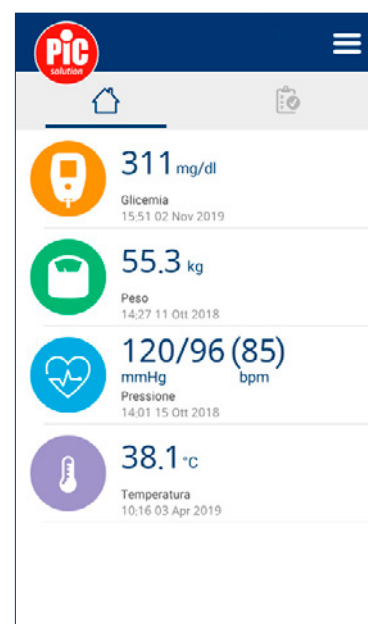 PiC
solution
311 mg/dl
Glicemia
15:51 02 Nov 2019
55.3 kg
Peso
14:27 11 Ott 2018
120/96 (85)
mmHg bpm
Pressione
14:01 15 Ott 2018
38.1 °C
Temperatura
10:16 03 Apr 2019